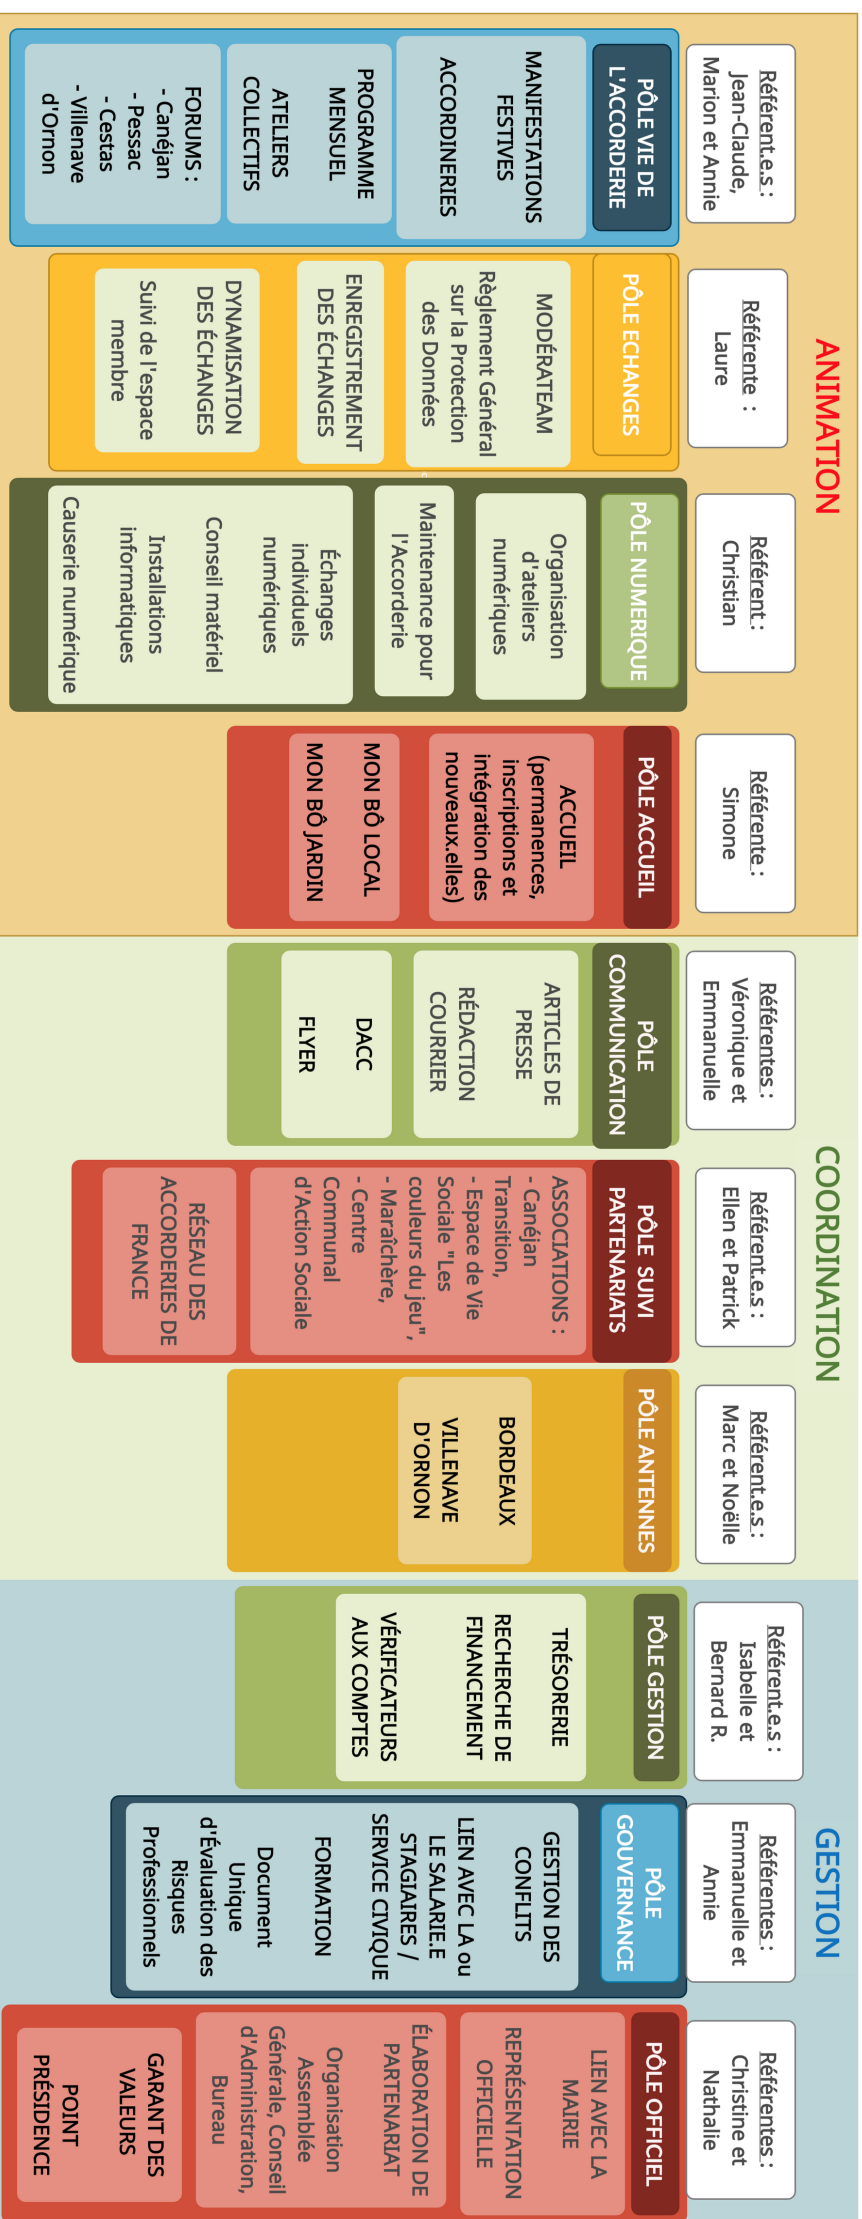 ANIMATION
Référent.e.s :
Jean-Claude,
Marion et Annie
PÔLE VIE DE
L'ACCORDERIE
MANIFESTATIONS
FESTIVES
ACCORDINERIES
PROGRAMME
MENSUEL
ATELIERS
COLLECTIFS
FORUMS :
- Canéjan
- Pessac
- Cestas
- Villenave
d'Ornon
Référente :
Laure
PÔLE ECHANGES
MODÉRATEAM
Règlement Général
sur la Protection
des Données
ENREGISTREMENT
DES ÉCHANGES
DYNAMISATION
DES ÉCHANGES
Suivi de l'espace
membre
Référent :
Christian
PÔLE NUMERIQUE
Organisation
d'ateliers
numériques
Maintenance pour
l'Accorderie
Échanges
individuels
numériques
Conseil matériel
Installations
informatiques
Causerie numérique
Référente :
Simone
PÔLE ACCUEIL
ACCUEIL
(permanences,
inscriptions et
intégration des
nouveaux.elles)
MON BÔ LOCAL
MON BÔ JARDIN
COORDINATION
Référentes :
Véronique et
Emmanuelle
PÔLE
COMMUNICATION
ARTICLES DE
PRESSE
RÉDACTION
COURRIER
DACC
FLYER
Référent.e.s :
Ellen et Patrick
PÔLE SUIVI
PARTENARIATS
ASSOCIATIONS :
- Canéjan
Transition,
- Espace de Vie
Sociale "Les
couleurs du jeu",
- Maraîchère,
- Centre
Communal
d'Action Sociale
RÉSEAU DES
ACCORDERIES DE
FRANCE
Référent.e.s :
Marc et Noëlle
PÔLE ANTENNES
BORDEAUX
VILLENAVE
D'ORNON
GESTION
Référent.e.s :
Isabelle et
Bernard R.
PÔLE GESTION
TRÉSORERIE
RECHERCHE DE
FINANCEMENT
VÉRIFICATEURS
AUX COMPTES
Référentes :
Emmanuelle et
Annie
PÔLE
GOUVERNANCE
GESTION DES
CONFLITS
LIEN AVEC LA ou
LE SALARIE.E
STAGIAIRES /
SERVICE CIVIQUE
FORMATION
Document
Unique
d'Évaluation des
Risques
Professionnels
Référentes :
Christine et
Nathalie
PÔLE OFFICIEL
LIEN AVEC LA
MAIRIE
REPRÉSENTATION
OFFICIELLE
ÉLABORATION DE
PARTENARIAT
Organisation
Assemblée
Générale, Conseil
d'Administration,
Bureau
GARANT DES
VALEURS
POINT
PRÉSIDENCE